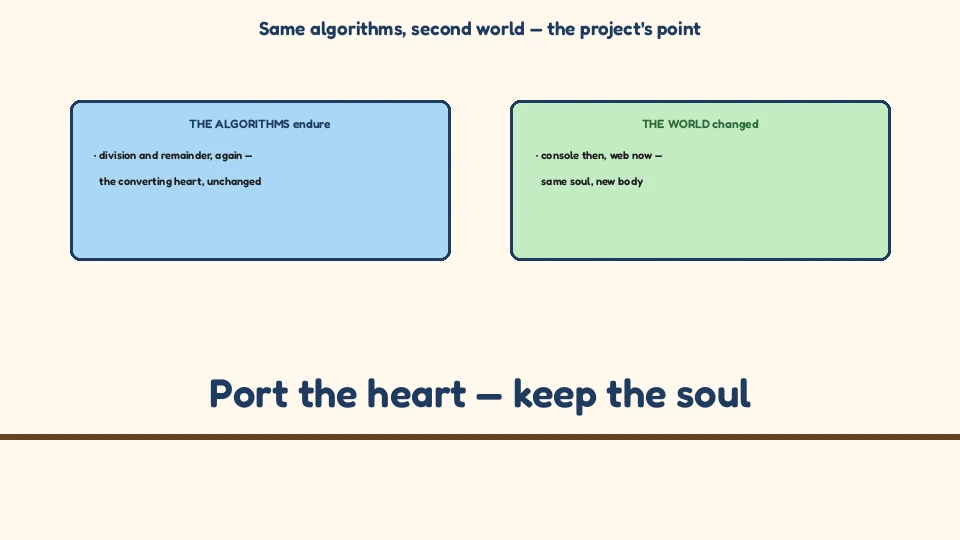 Same algorithms, second world — the project's point
THE ALGORITHMS endure
· division and remainder, again —
the converting heart, unchanged
THE WORLD changed
· console then, web now —
same soul, new body
Port the heart — keep the soul